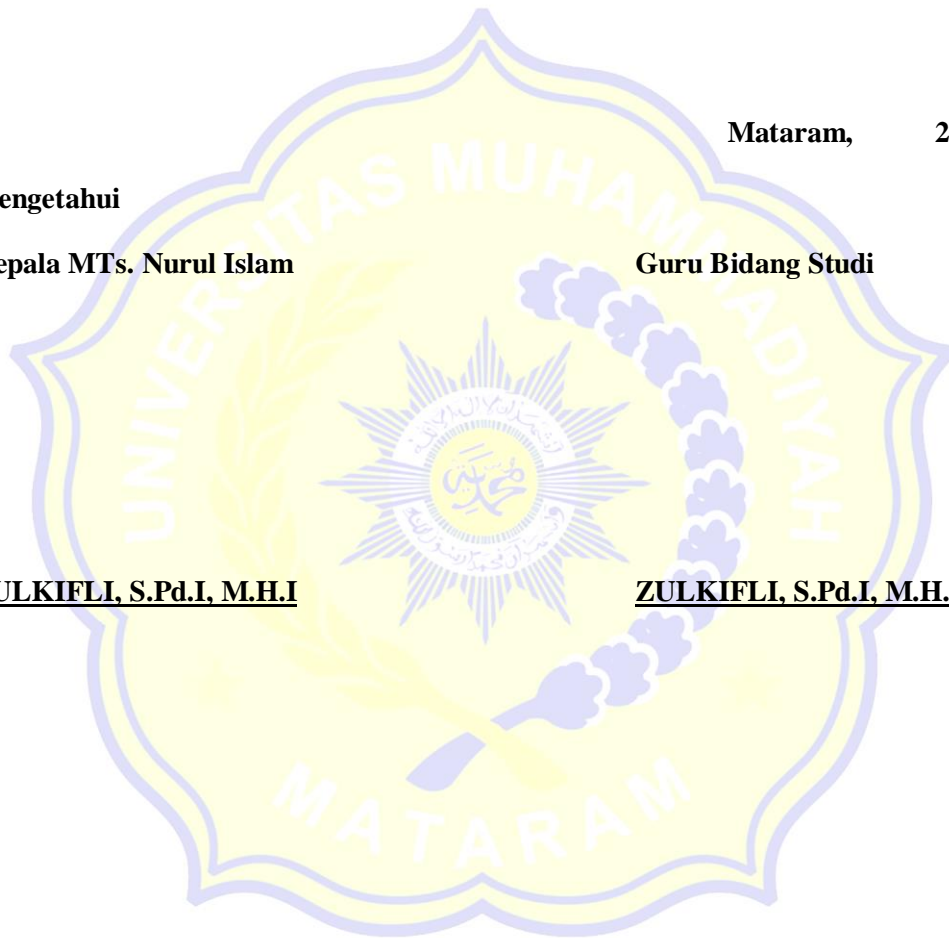 Mataram, 2
engetahui
epala MTs. Nurul Islam Guru Bidang Studi
ULKIFLI, S.Pd.I, M.H.I ZULKIFLI, S.Pd.I, M.H.
UNIVERSITAS MUHAMMADIYAH
MATARAM